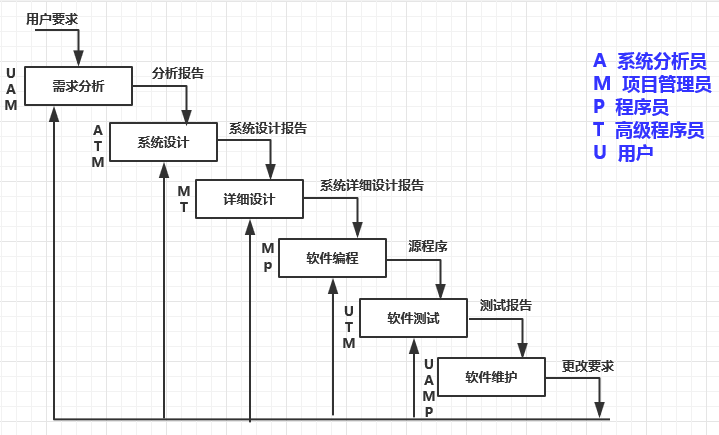 用户要求
U
A
M
需求分析
分析报告
A
T
M
系统设计
系统设计报告
M
T
详细设计
系统详细设计报告
M
p
软件编程
源程序
U
T
M
软件测试
测试报告
U
A
M
p
软件维护
更改要求
A 系统分析员
M 项目管理员
P 程序员
T 高级程序员
U 用户